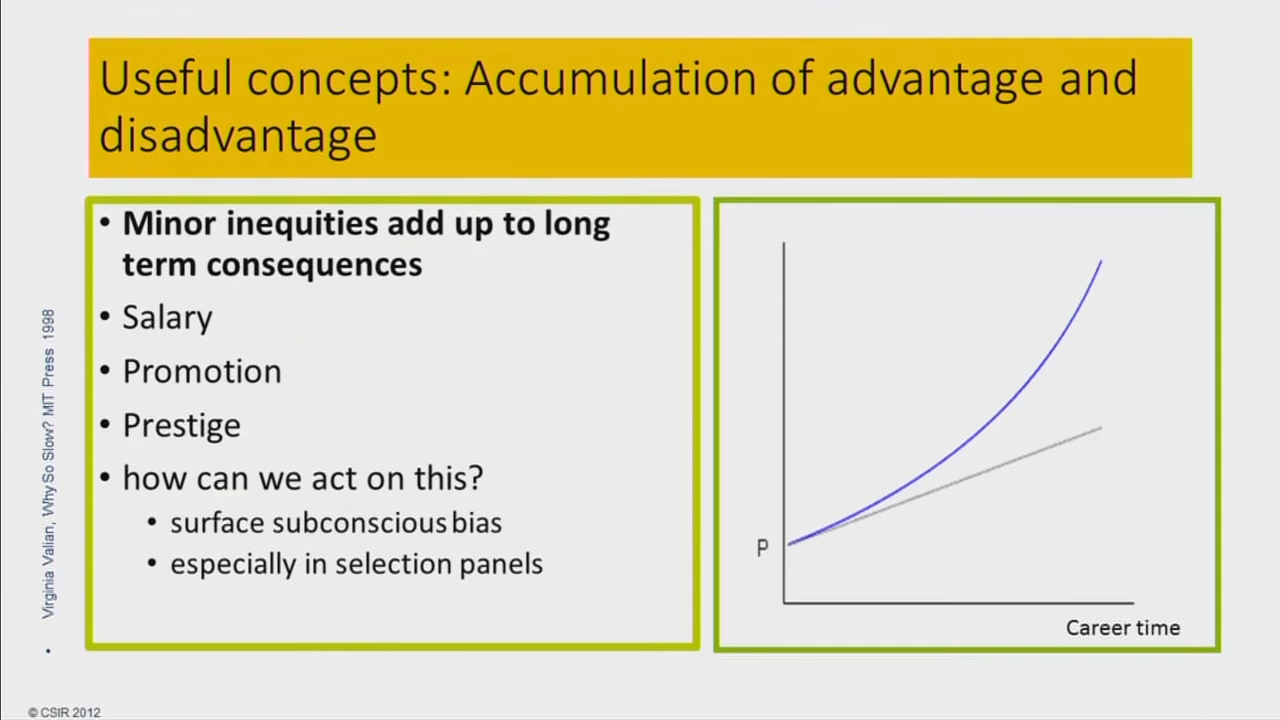 Useful concepts: Accumulation of advantage and
disadvantage
• Minor inequities add up to long
term consequences
• Salary
• Promotion
• Prestige
• how can we act on this?
• surface subconscious bias
• especially in selection panels
P
Career time
• Virginia Valian, Why So Slow? MIT Press 1998
© CSIR 2012